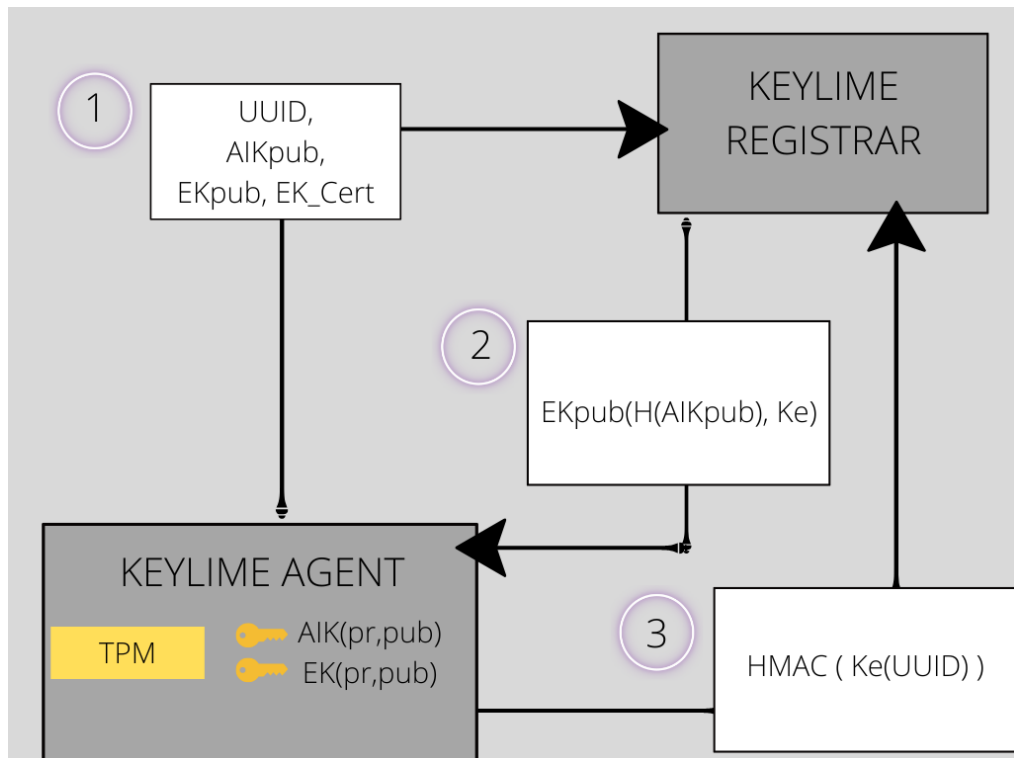 1
UUID,
AIKpub,
EKpub, EK_Cert
KEYLIME
REGISTRAR
2
EKpub(H(AIKpub), Ke)
KEYLIME AGENT
TPM
AIK(pr,pub)
EK(pr,pub)
3
HMAC ( Ke(UUID) )